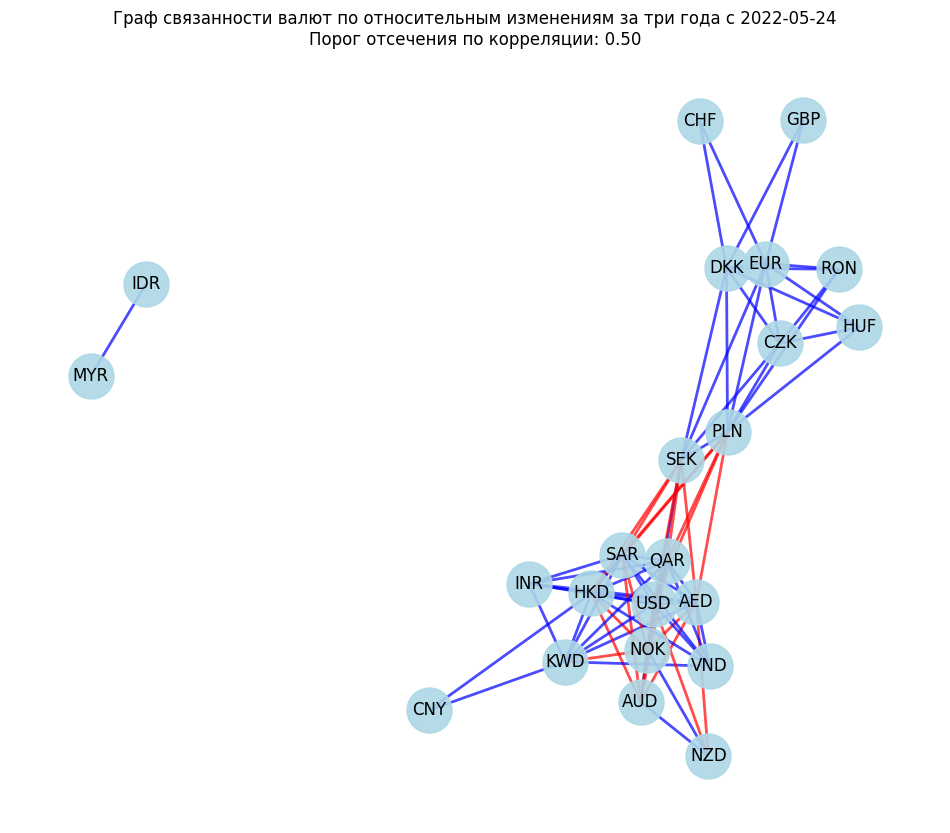 Граф связанности валют по относительным изменениям за три года с 2022-05-24
Порог отсечения по корреляции: 0.50
CHF
GBP
DKK
EUR
RON
IDR
HUF
CZK
MYR
PLN
SEK
SAR
QAR
INR
HKD
USD
AED
NOK
KWD
VND
AUD
CNY
NZD